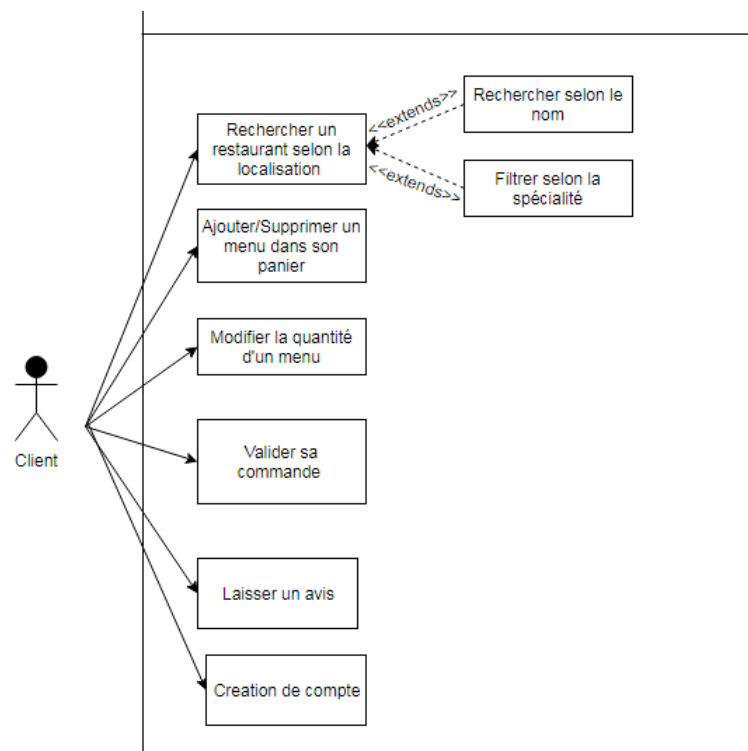 Rechercher selon le
nom
<<extends>>
Rechercher un
restaurant selon la
localisation
<<extends>>
Filtrer selon la
spécialité
Ajouter/Supprimer un
menu dans son
panier
Modifier la quantité
d'un menu
Client
Valider sa
commande
Laisser un avis
Creation de compte